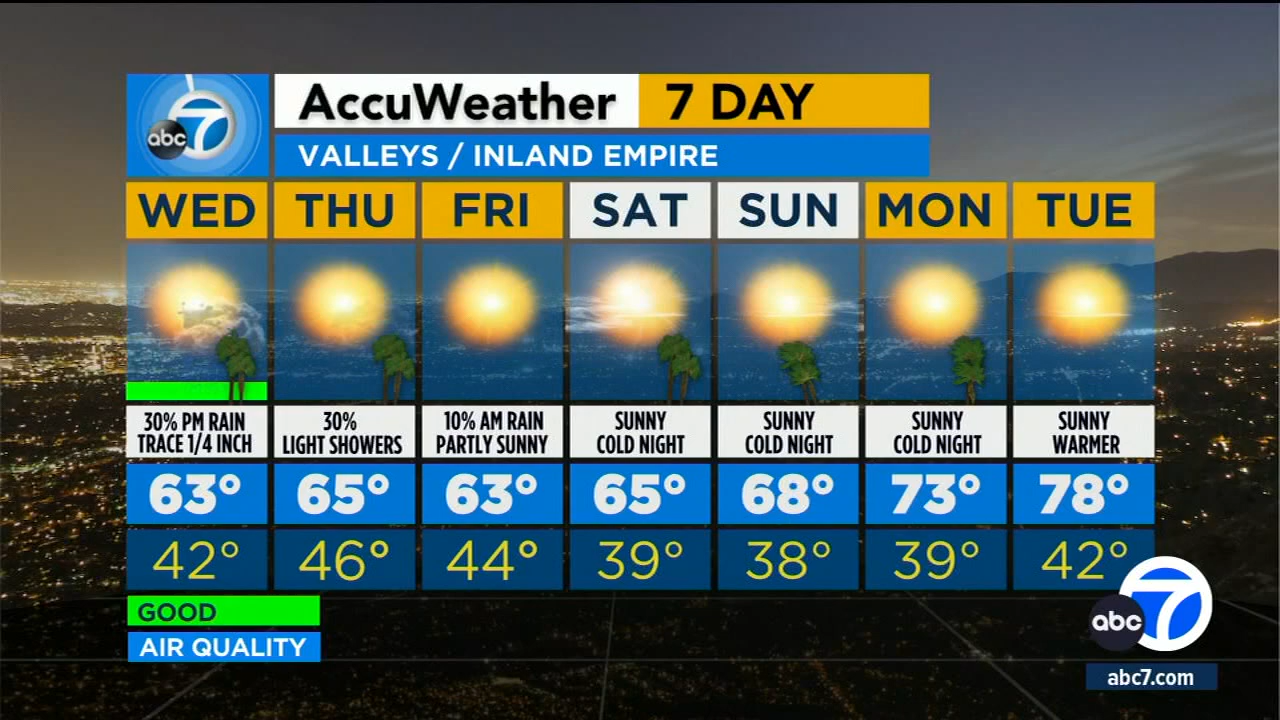 abc 7
AccuWeather 7 DAY
VALLEYS / INLAND EMPIRE
WED THU FRI SAT SUN MON TUE
30% PM RAIN 30% 10% AM RAIN SUNNY SUNNY SUNNY SUNNY
TRACE 1/4 INCH LIGHT SHOWERS PARTLY SUNNY COLD NIGHT COLD NIGHT COLD NIGHT WARMER
63° 65° 63° 65° 68° 73° 78°
42° 46° 44° 39° 38° 39° 42°
GOOD
AIR QUALITY
abc 7
abc7.com